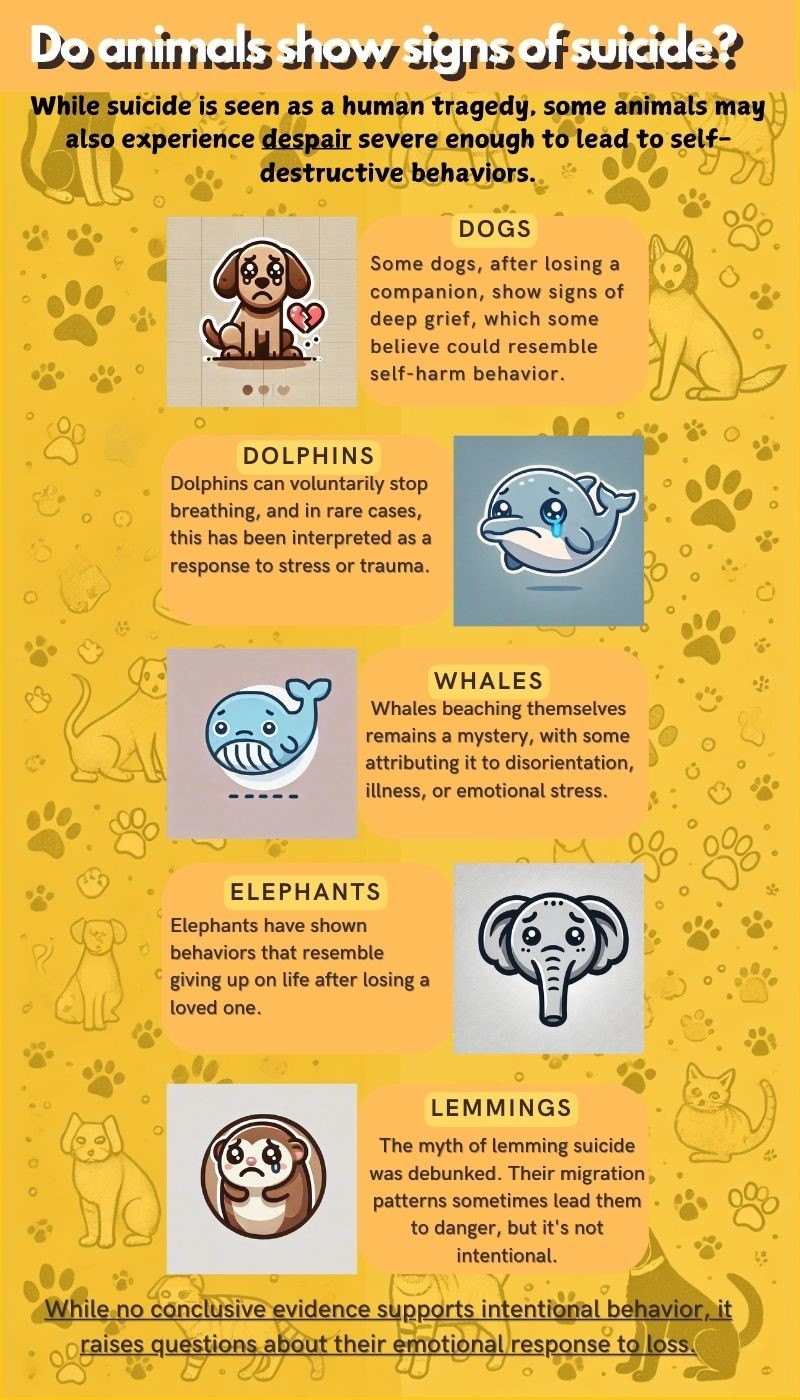 Do animals show signs of suicide?
While suicide is seen as a human tragedy, some animals may
also experience despair severe enough to lead to self-
destructive behaviors.
DOGS
Some dogs, after losing a
companion, show signs of
deep grief, which some
believe could resemble
self-harm behavior.
DOLPHINS
Dolphins can voluntarily stop
breathing, and in rare cases,
this has been interpreted as a
response to stress or trauma.
WHALES
Whales beaching themselves
remains a mystery, with some
attributing it to disorientation,
illness, or emotional stress.
ELEPHANTS
Elephants have shown
behaviors that resemble
giving up on life after losing a
loved one.
LEMMINGS
The myth of lemming suicide
was debunked. Their migration
patterns sometimes lead them
to danger, but it's not
intentional.
While no conclusive evidence supports intentional behavior, it
raises questions about their emotional response to loss.